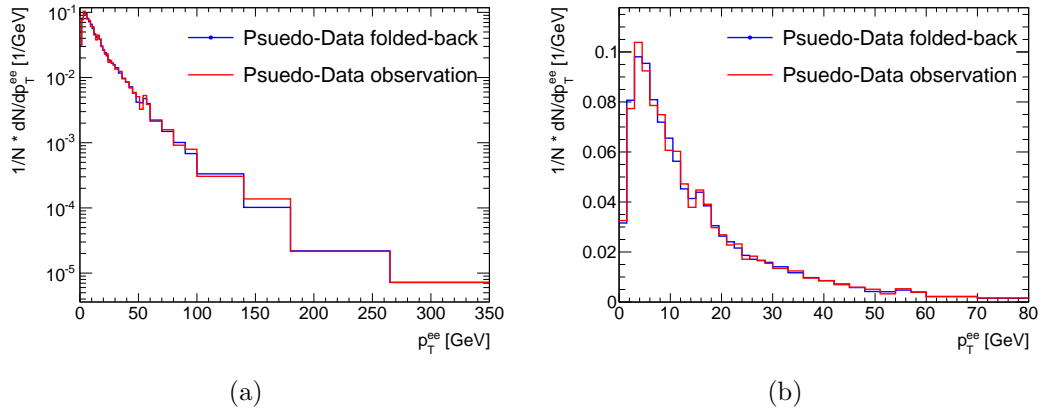 1/N * dN/dp_T^ee [1/GeV]
10^-1
10^-2
10^-3
10^-4
10^-5
Psuedo-Data folded-back
Psuedo-Data observation
0 50 100 150 200 250 300 350
p_T^ee [GeV]
(a)
1/N * dN/dp_T^ee [1/GeV]
0.1
0.08
0.06
0.04
0.02
0
Psuedo-Data folded-back
Psuedo-Data observation
0 10 20 30 40 50 60 70 80
p_T^ee [GeV]
(b)